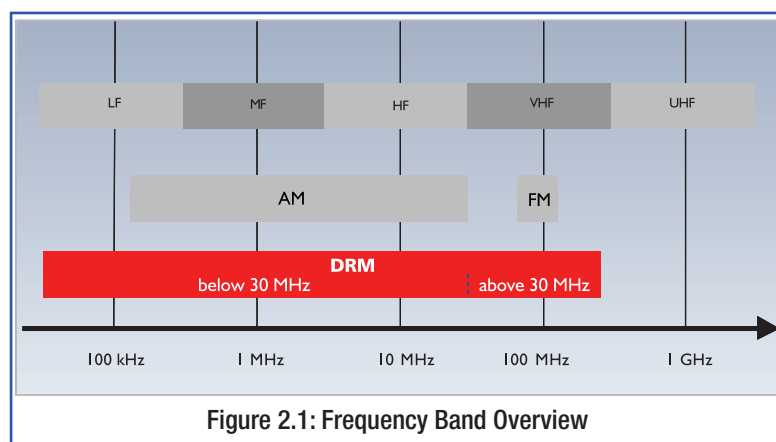 LF MF HF VHF UHF
AM FM
DRM
below 30 MHz above 30 MHz
100 kHz 1 MHz 10 MHz 100 MHz 1 GHz
Figure 2.1: Frequency Band Overview